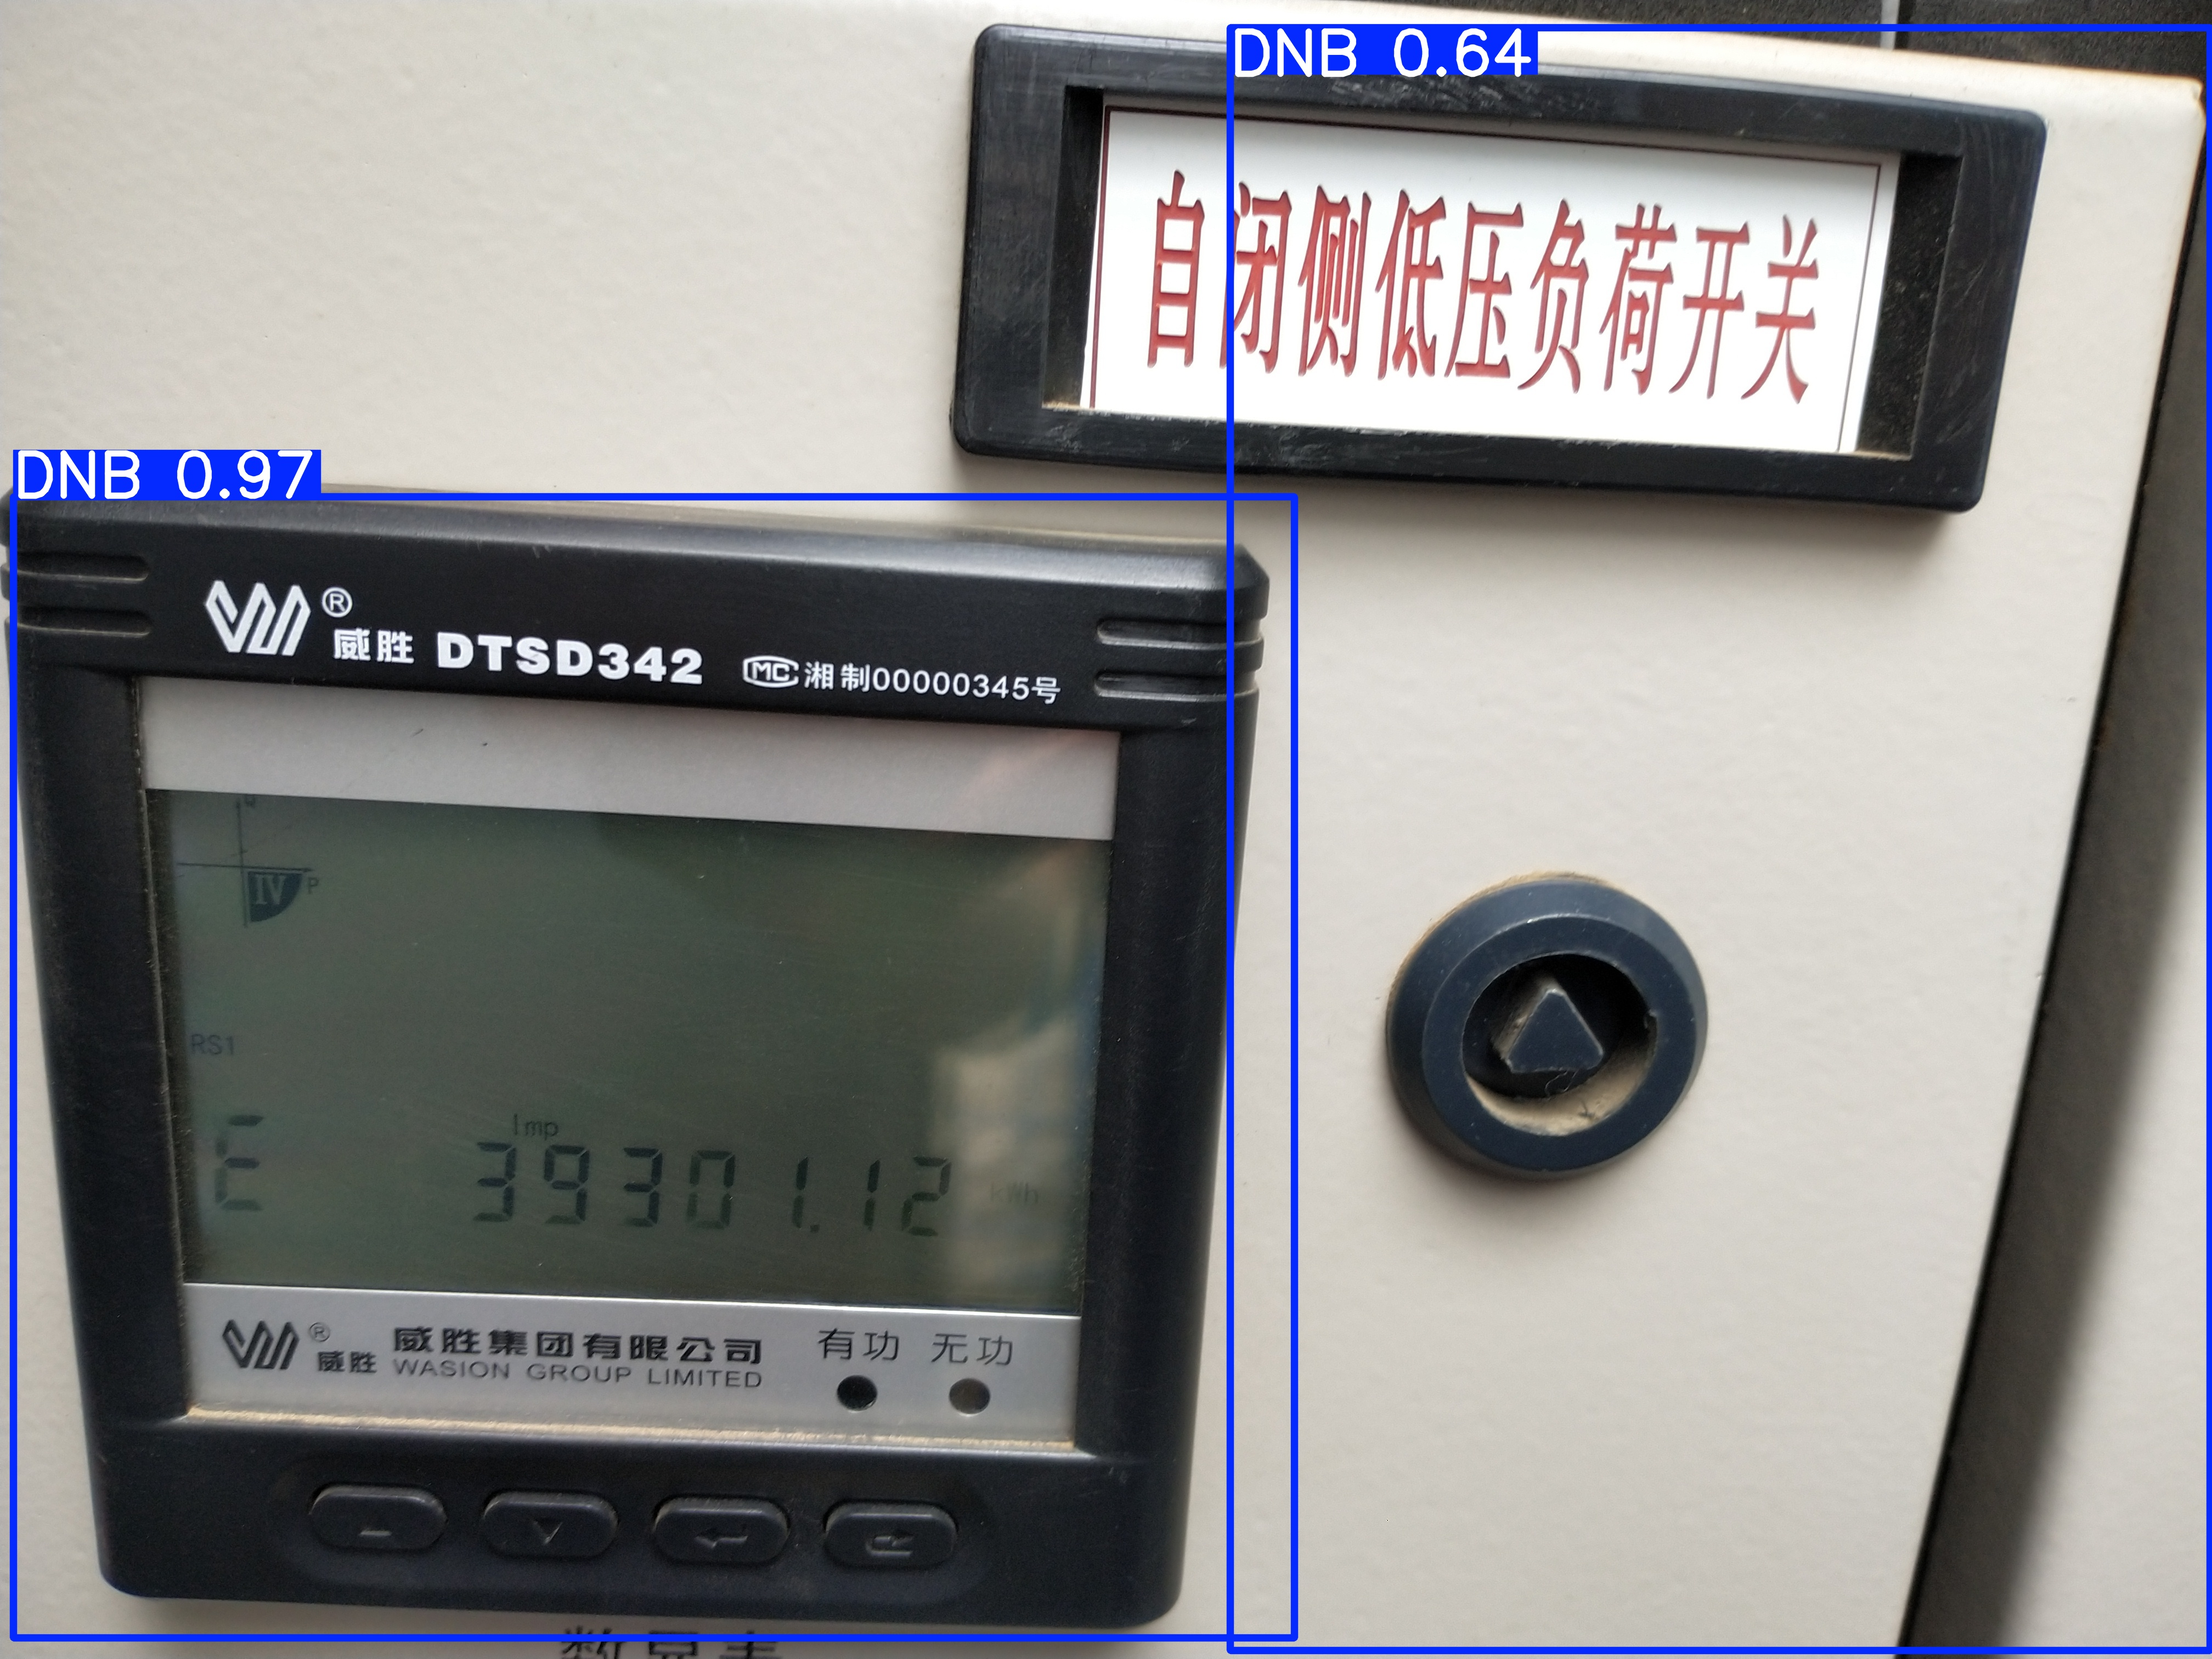 DNB 0.64
自闭侧低压负荷开关
DNB 0.97
® 威胜 DTSD342 MC 湘制00000345号
IV P
RS1
Imp
E 39301.12 kWh
® 威胜 威胜集团有限公司 有功 无功
WASION GROUP LIMITED